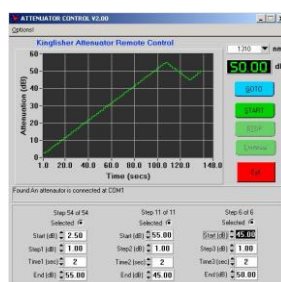 ATTENUATOR CONTROL V2.00
Options!
Kingfisher Attenuator Remote Control
1310 nm
60
50
40
30
20
10
0
Attenuation (dB)
1.0 20.0 40.0 60.0 80.0 100.0 120.0 148.0
Time (secs)
50.00 dB
GOTO
START
STOP
Continue
Exit
Found An attenuator is connected at COM1
Step 54 of 54 Step 11 of 11 Step 6 of 6
Selected Selected Selected
Start (dB) 2.50 Start (dB) 55.00 Start (dB) 45.00
Step1 (dB) 1.00 Step2 (dB) 1.00 Step3 (dB) 1.00
Time1 (sec) 2 Time2 (sec) 2 Time3 (sec) 2
End (dB) 55.00 End (dB) 45.00 End (dB) 50.00